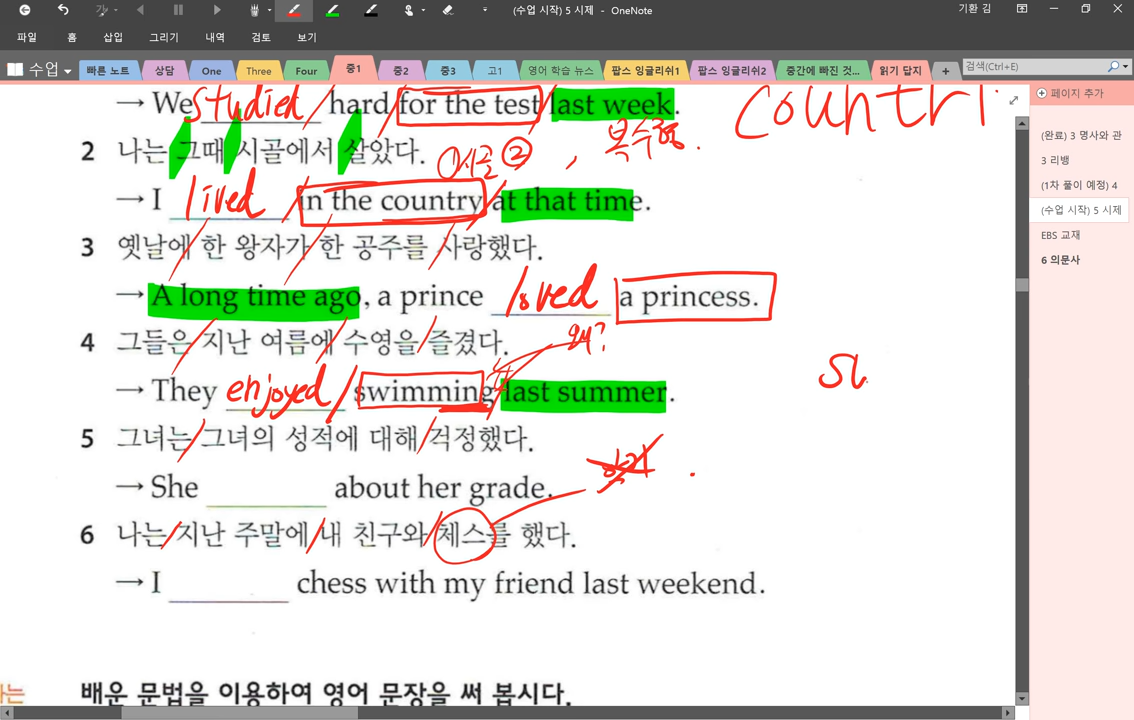 (수업 시작) 5 시제 - OneNote
기환 김
파일 홈 삽입 그리기 내역 검토 보기
수업 빠른 노트 상담 One Three Four 중1 중2 중3 고1 영어 학습 뉴스 팝스 잉글리쉬1 팝스 잉글리쉬2 중간에 빠진 것... 읽기 답지 + 검색(Ctrl+E)
페이지 추가
(완료) 3 명사와 관
3 리뱅
(1차 풀이 예정) 4
(수업 시작) 5 시제
EBS 교재
6 의문사
→ We studied hard for the test last week.
countri
2 나는 그때 시골에서 살았다.
①시골 ② , 복수형.
→ I lived in the country at that time.
3 옛날에 한 왕자가 한 공주를 사랑했다.
→ A long time ago, a prince loved a princess.
4 그들은 지난 여름에 수영을 즐겼다.
→ They enjoyed swimming last summer.
su
5 그녀는 그녀의 성적에 대해 걱정했다.
→ She about her grade.
6 나는 지난 주말에 내 친구와 체스를 했다.
→ I chess with my friend last weekend.
배운 문법을 이용하여 영어 문장을 써 봅시다.